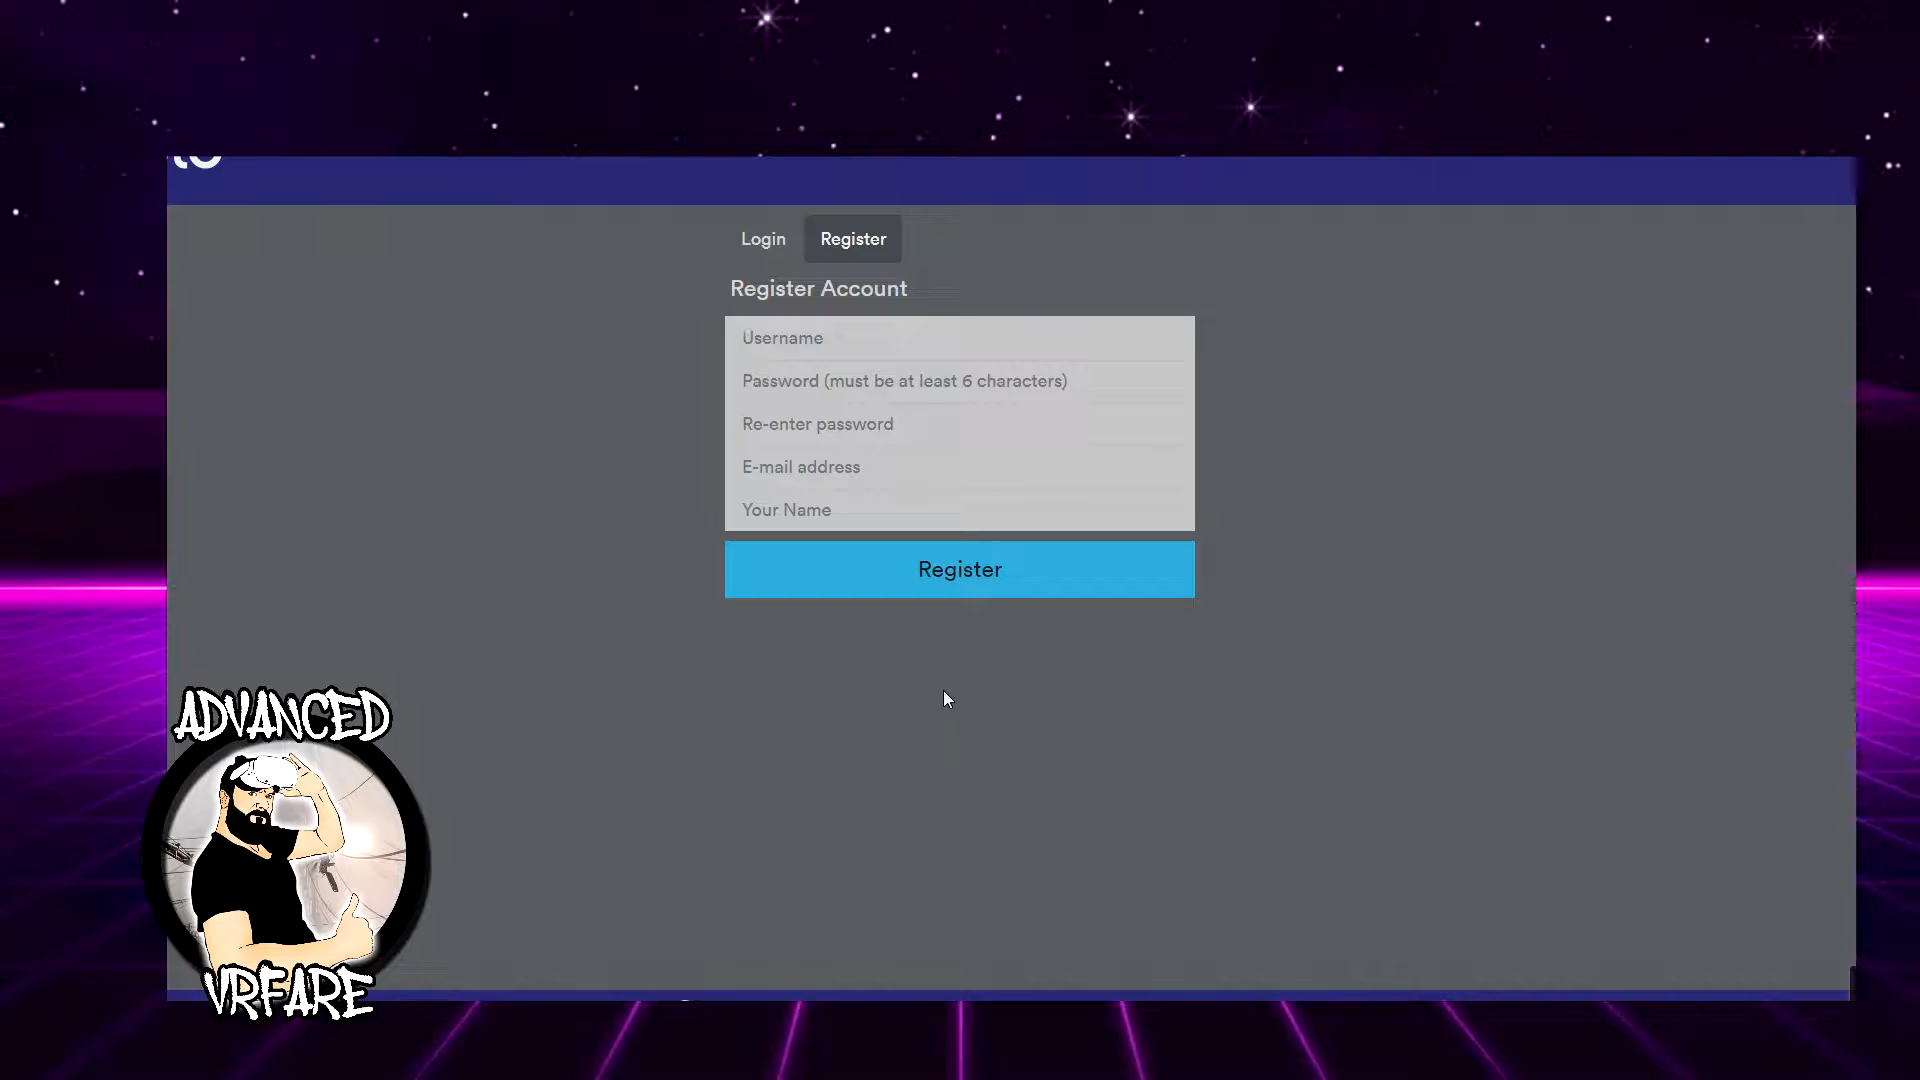 Login
Register
Register Account
Username
Password (must be at least 6 characters)
Re-enter password
E-mail address
Your Name
Register
ADVANCED
VRFARE